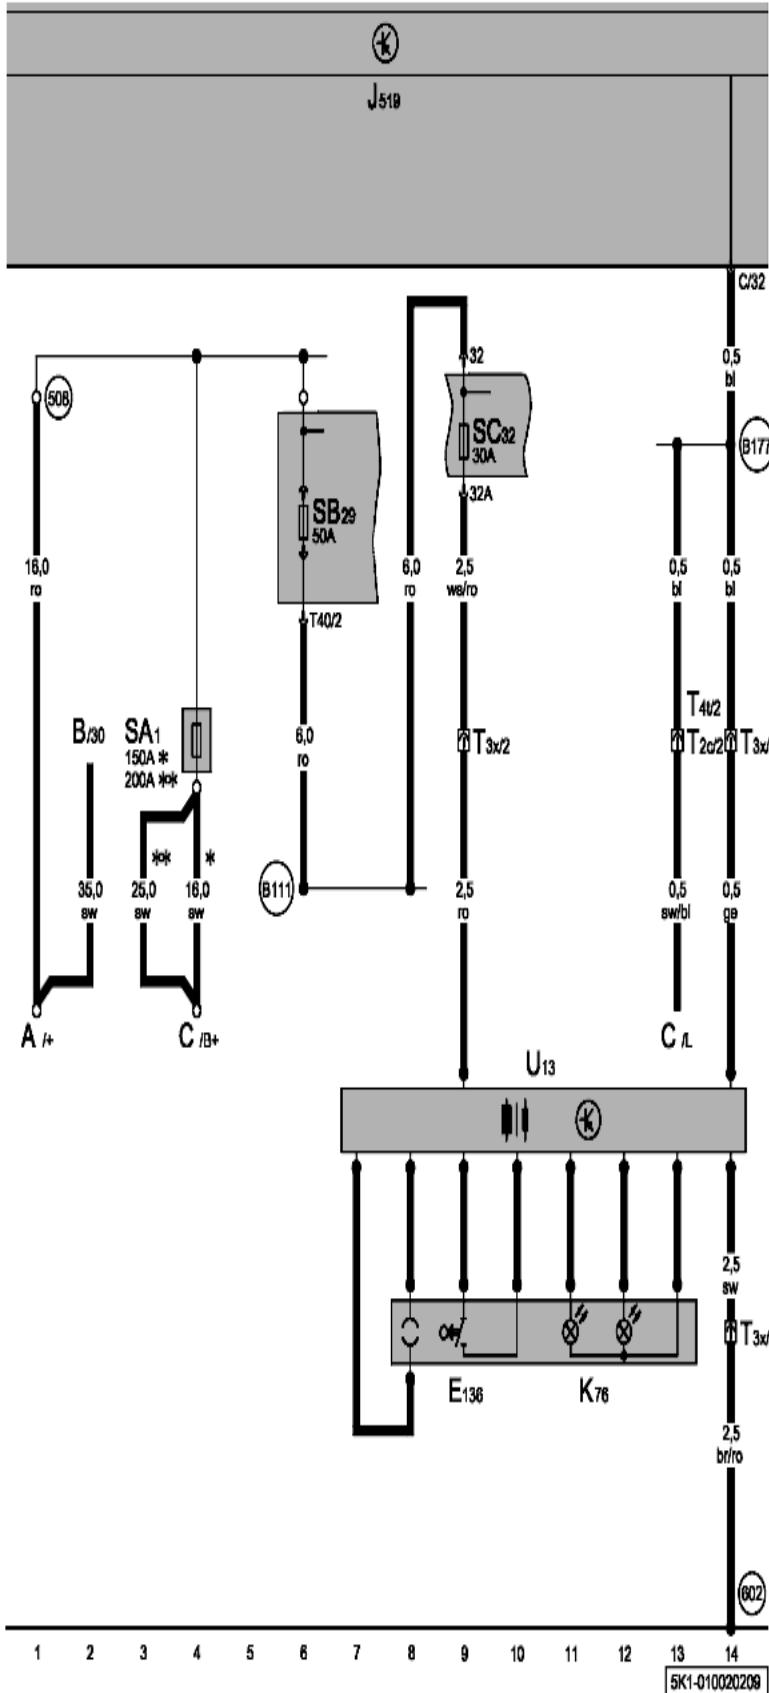 J519
C/32
0,5
bl
508
32
SC32
30A
32A
B177
SB29
50A
T40/2
16,0
ro
6,0
ro
2,5
ws/ro
0,5
bl
0,5
bl
B/30
SA1
150A *
200A **
6,0
ro
T3x/2
T4t/2
T2c/2
T3x/
**
*
35,0
sw
25,0
sw
16,0
sw
B111
2,5
ro
0,5
sw/bl
0,5
ge
A /+
C /B+
C /L
U13
2,5
sw
T3x/
E136
K76
2,5
br/ro
602
1 2 3 4 5 6 7 8 9 10 11 12 13 14
5K1-010020209